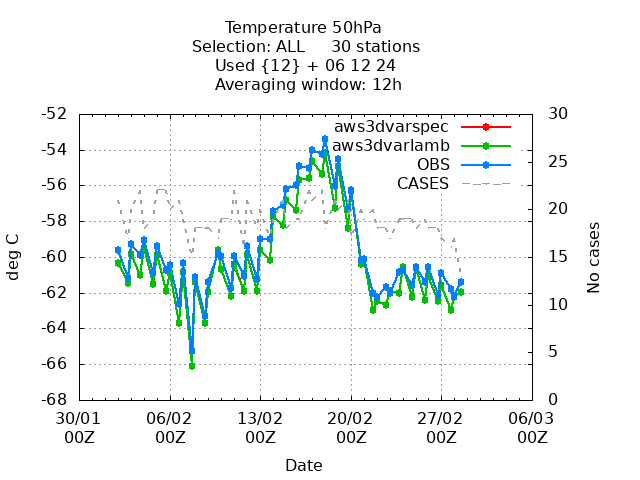 Temperature 50hPa
Selection: ALL     30 stations
Used {12} + 06 12 24
Averaging window: 12h
-52
-54
-56
-58
-60
-62
-64
-66
-68
deg C
30
25
20
15
10
5
0
No cases
aws3dvarspec
aws3dvarlamb
OBS
CASES
30/01 06/02 13/02 20/02 27/02 06/03
00Z 00Z 00Z 00Z 00Z 00Z
Date